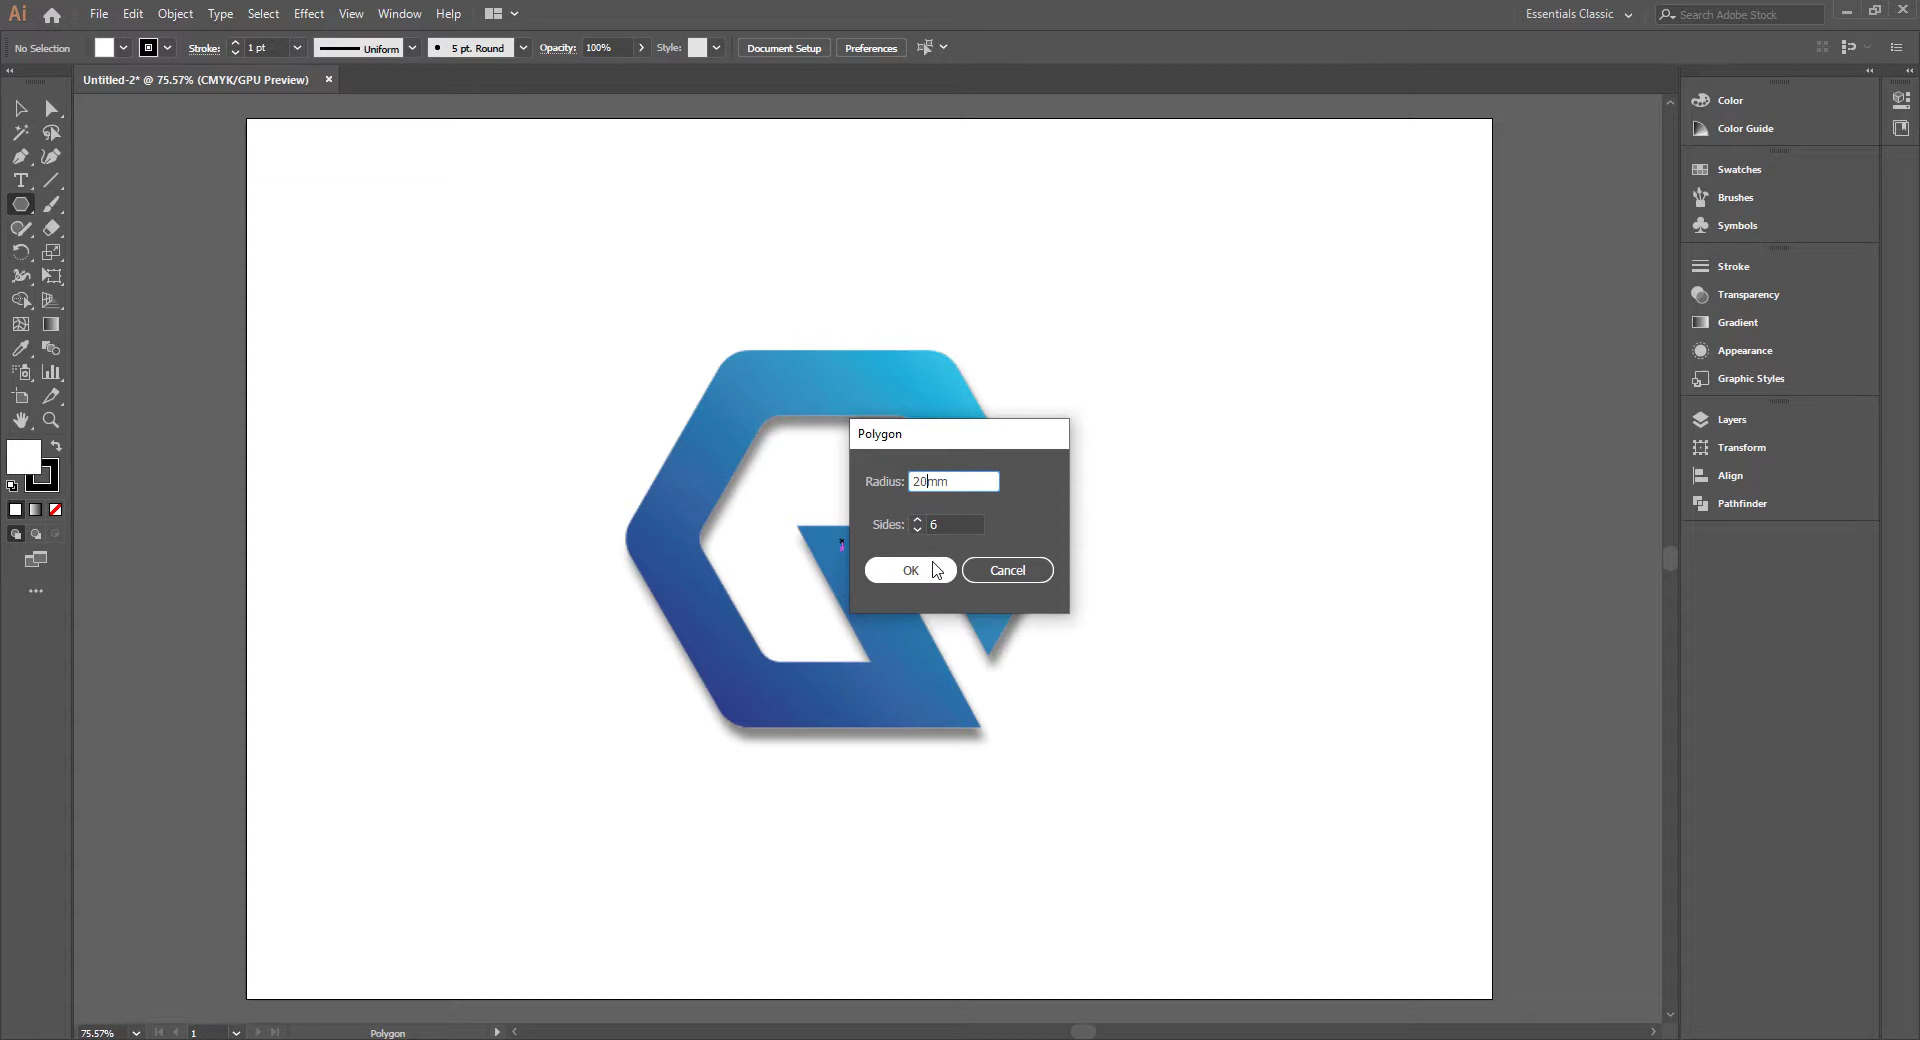 Ai File Edit Object Type Select Effect View Window Help Essentials Classic Search Adobe Stock
No Selection Stroke: 1 pt Uniform 5 pt. Round Opacity: 100% Style: Document Setup Preferences
Untitled-2* @ 75.57% (CMYK/GPU Preview)
Color
Color Guide
Swatches
Brushes
Symbols
Stroke
Transparency
Gradient
Appearance
Graphic Styles
Layers
Transform
Align
Pathfinder
Polygon
Radius: 20mm
Sides: 6
OK Cancel
75.57% 1 Polygon